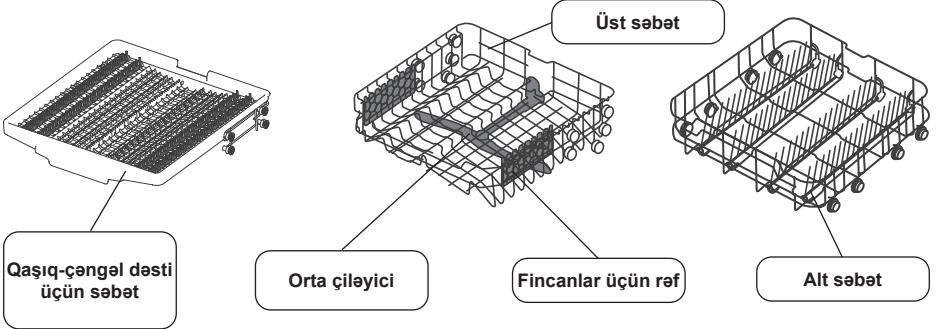 Üst səbət
Qaşıq-çəngəl dəsti
üçün səbət
Orta çiləyici
Fincanlar üçün rəf
Alt səbət